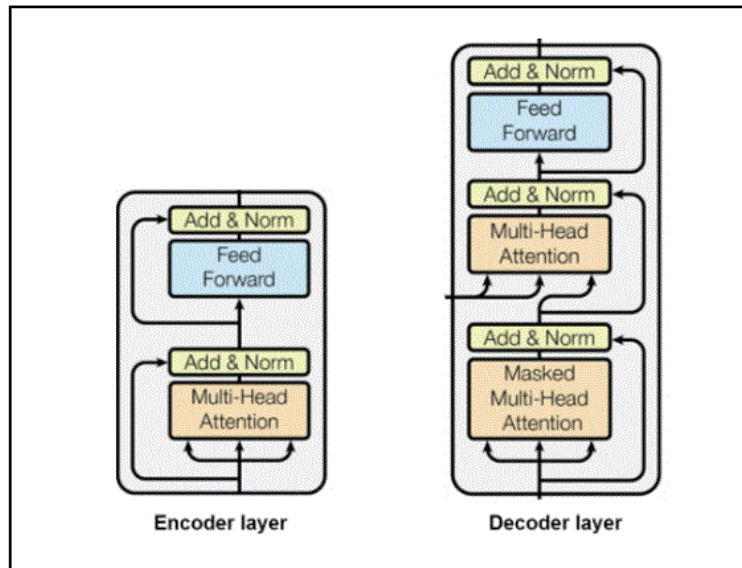 Add & Norm
Feed
Forward
Add & Norm
Multi-Head
Attention
Encoder layer
Add & Norm
Feed
Forward
Add & Norm
Multi-Head
Attention
Add & Norm
Masked
Multi-Head
Attention
Decoder layer